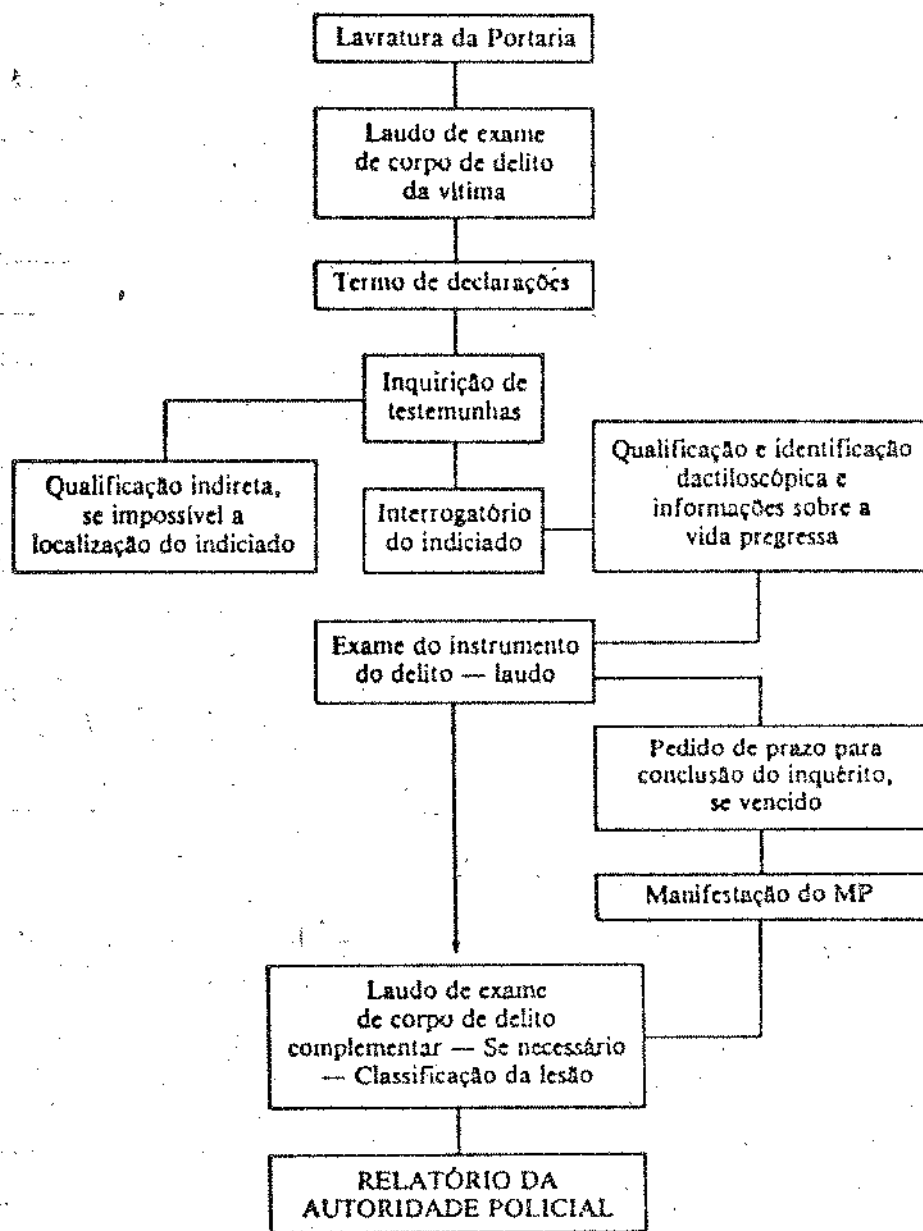 Lavratura da Portaria
Laudo de exame
de corpo de delito
da vítima
Termo de declarações
Inquirição de
testemunhas
Qualificação indireta,
se impossível a
localização do indiciado
Interrogatório
do indiciado
Qualificação e identificação
dactiloscópica e
informações sobre a
vida pregressa
Exame do instrumento
do delito — laudo
Pedido de prazo para
conclusão do inquérito,
se vencido
Manifestação do MP
Laudo de exame
de corpo de delito
complementar — Se necessário
— Classificação da lesão
RELATÓRIO DA
AUTORIDADE POLICIAL